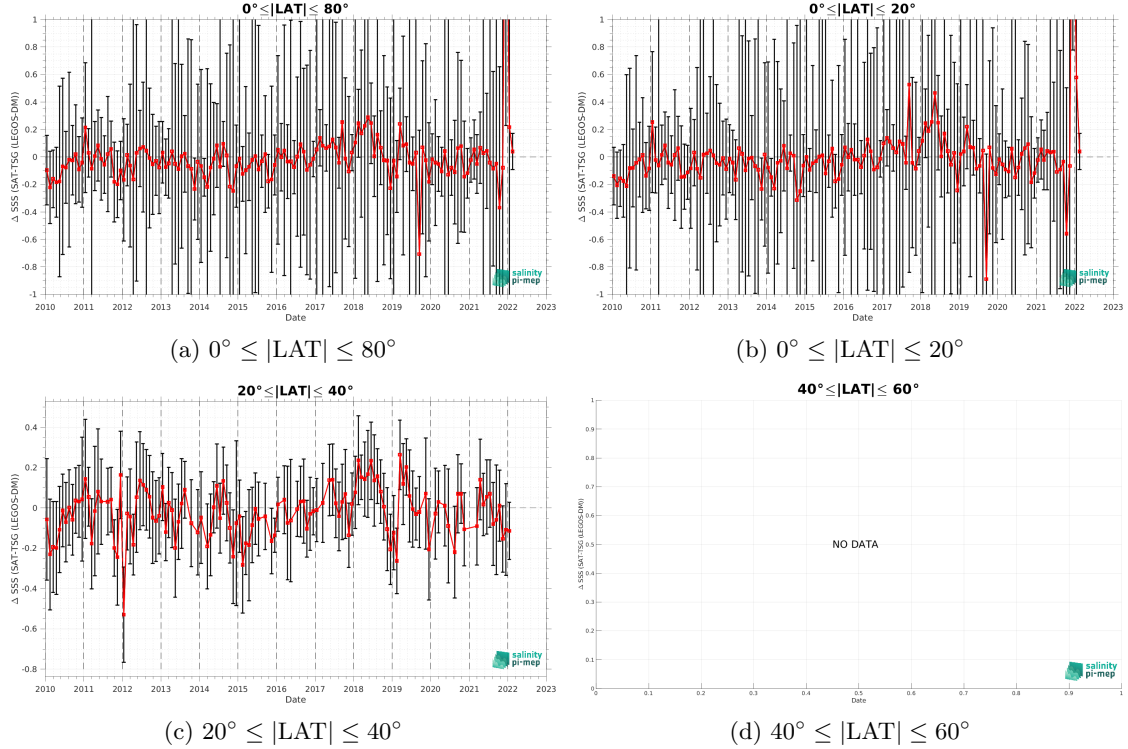 0°≤|LAT|≤ 80°
Δ SSS (SAT-TSG (LEGOS-DM))
1
0.8
0.6
0.4
0.2
0
-0.2
-0.4
-0.6
-0.8
-1
2010 2011 2012 2013 2014 2015 2016 2017 2018 2019 2020 2021 2022 2023
Date
salinity
pi-mep
(a) 0° ≤ |LAT| ≤ 80°
0°≤|LAT|≤ 20°
Δ SSS (SAT-TSG (LEGOS-DM))
1
0.8
0.6
0.4
0.2
0
-0.2
-0.4
-0.6
-0.8
-1
2010 2011 2012 2013 2014 2015 2016 2017 2018 2019 2020 2021 2022 2023
Date
salinity
pi-mep
(b) 0° ≤ |LAT| ≤ 20°
20°≤|LAT|≤ 40°
Δ SSS (SAT-TSG (LEGOS-DM))
0.4
0.2
0
-0.2
-0.4
-0.6
-0.8
2010 2011 2012 2013 2014 2015 2016 2017 2018 2019 2020 2021 2022 2023
Date
salinity
pi-mep
(c) 20° ≤ |LAT| ≤ 40°
40°≤|LAT|≤ 60°
Δ SSS (SAT-TSG (LEGOS-DM))
1
0.9
0.8
0.7
0.6
0.5
0.4
0.3
0.2
0.1
0
NO DATA
0 0.1 0.2 0.3 0.4 0.5 0.6 0.7 0.8 0.9 1
Date
salinity
pi-mep
(d) 40° ≤ |LAT| ≤ 60°